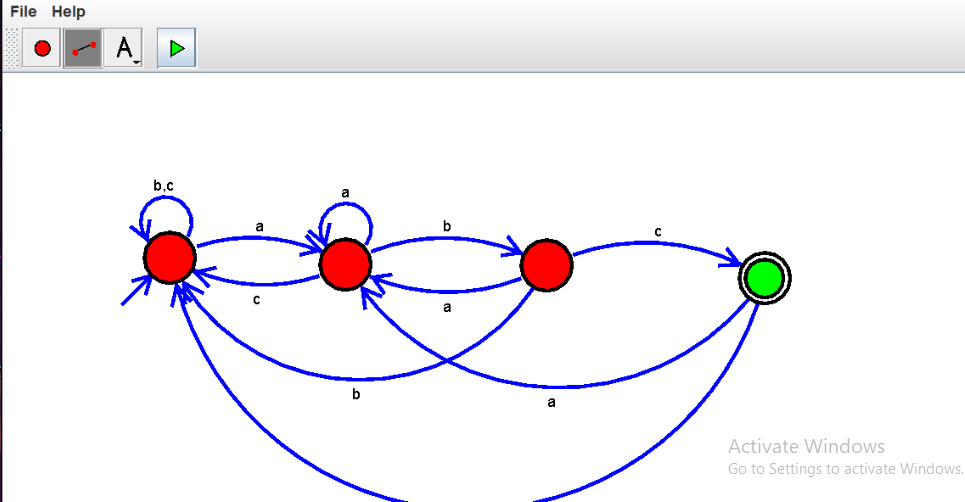 File Help
A
b,c
a
a
b
c
c
a
b
a
Activate Windows
Go to Settings to activate Windows.